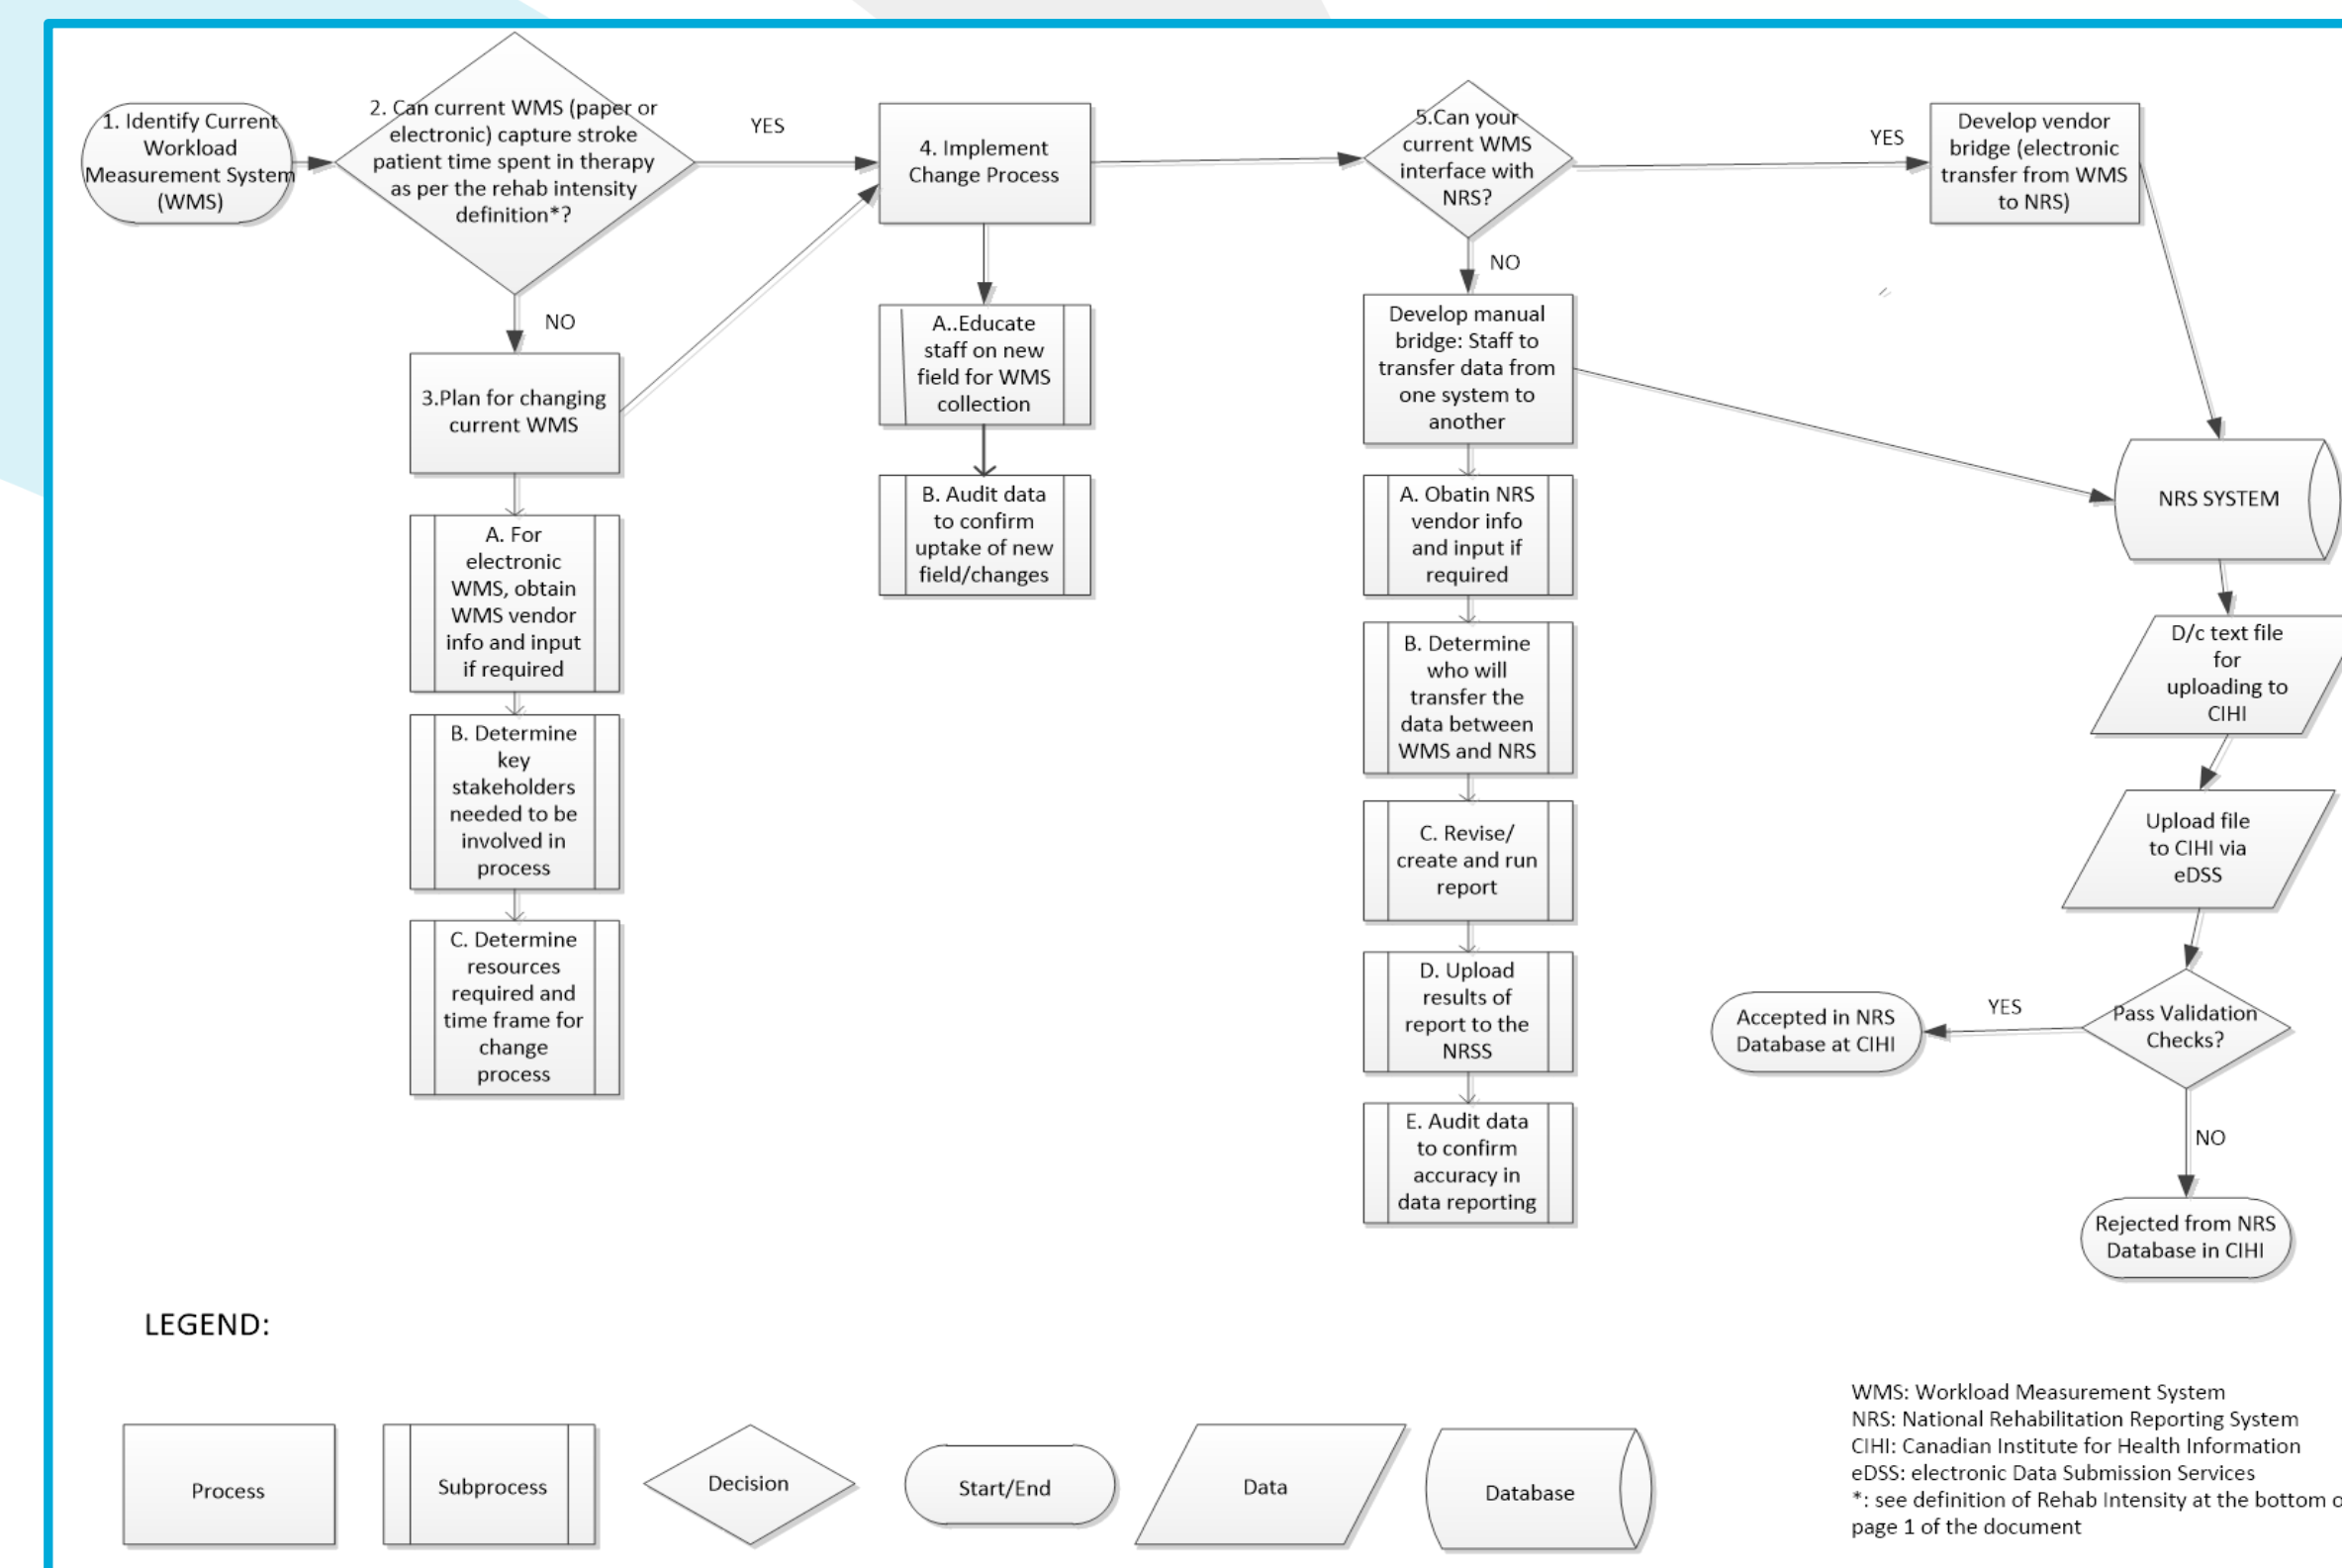 1. Identify Current
Workload
Measurement System
(WMS)
2. Can current WMS (paper or
electronic) capture stroke
patient time spent in therapy
as per the rehab intensity
definition*?
YES
NO
3.Plan for changing
current WMS
A. For
electronic
WMS, obtain
WMS vendor
info and input
if required
B. Determine
key
stakeholders
needed to be
involved in
process
C. Determine
resources
required and
time frame for
change
process
4. Implement
Change Process
A..Educate
staff on new
field for WMS
collection
B. Audit data
to confirm
uptake of new
field/changes
5.Can your
current WMS
interface with
NRS?
YES
NO
Develop manual
bridge: Staff to
transfer data from
one system to
another
A. Obatin NRS
vendor info
and input if
required
B. Determine
who will
transfer the
data between
WMS and NRS
C. Revise/
create and run
report
D. Upload
results of
report to the
NRSS
E. Audit data
to confirm
accuracy in
data reporting
Develop vendor
bridge (electronic
transfer from WMS
to NRS)
NRS SYSTEM
D/c text file
for
uploading to
CIHI
Upload file
to CIHI via
eDSS
Pass Validation
Checks?
YES
Accepted in NRS
Database at CIHI
NO
Rejected from NRS
Database in CIHI
LEGEND:
Process
Subprocess
Decision
Start/End
Data
Database
WMS: Workload Measurement System
NRS: National Rehabilitation Reporting System
CIHI: Canadian Institute for Health Information
eDSS: electronic Data Submission Services
*: see definition of Rehab Intensity at the bottom
page 1 of the document